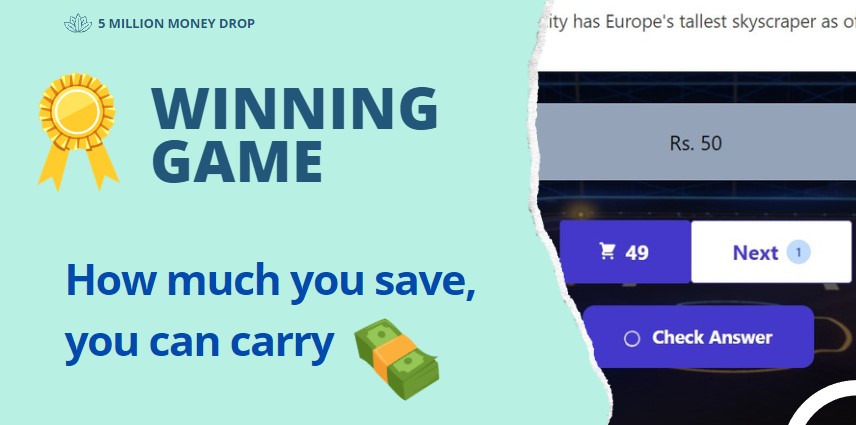 5 MILLION MONEY DROP
WINNING
GAME
How much you save,
you can carry
ity has Europe's tallest skyscraper as of
Rs. 50
49
Next 1
Check Answer